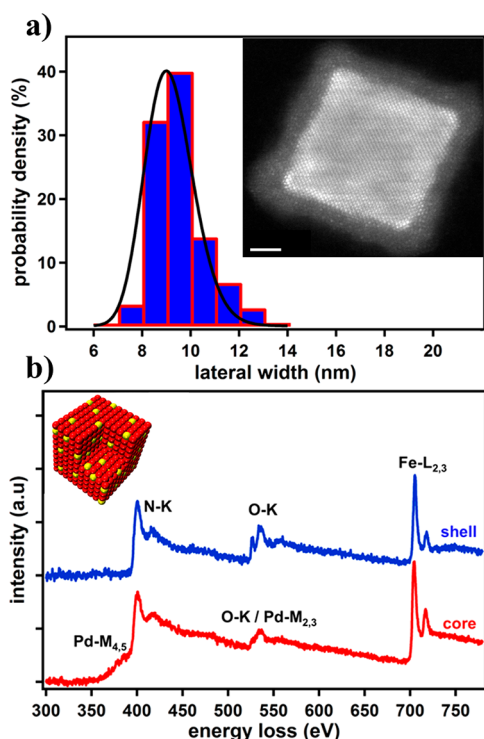 a)
probability density (%)
40
30
20
10
0
6 8 10 12 14 16 18 20
lateral width (nm)
b)
intensity (a.u)
N-K
O-K
Fe-L2,3
shell
Pd-M4,5
O-K / Pd-M2,3
core
300 350 400 450 500 550 600 650 700 750
energy loss (eV)